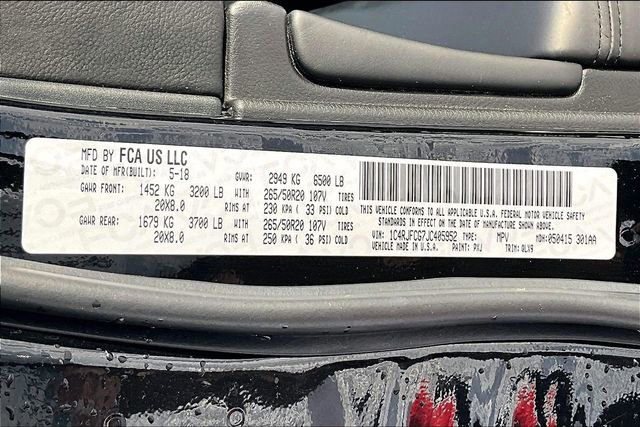 MFD BY FCA US LLC
DATE OF MFR(BUILT): 5-18 GVWR: 2949 KG 6500 LB
GAWR FRONT: 1452 KG 3200 LB WITH 265/50R20 107V TIRES
20X8.0 RIMS AT 230 KPA ( 33 PSI) COLD
GAWR REAR: 1679 KG 3700 LB WITH 265/50R20 107V TIRES
20X8.0 RIMS AT 250 KPA ( 36 PSI) COLD
THIS VEHICLE CONFORMS TO ALL APPLICABLE U.S.A. FEDERAL MOTOR VEHICLE SAFETY
STANDARDS IN EFFECT ON THE DATE OF MANUFACTURE SHOWN ABOVE.
VIN: 1C4RJFCG7JC405952 TYPE: MPV MDH:050415 301AA
VEHICLE MADE IN U.S.A. PAINT: PXJ TRIM: QLX9